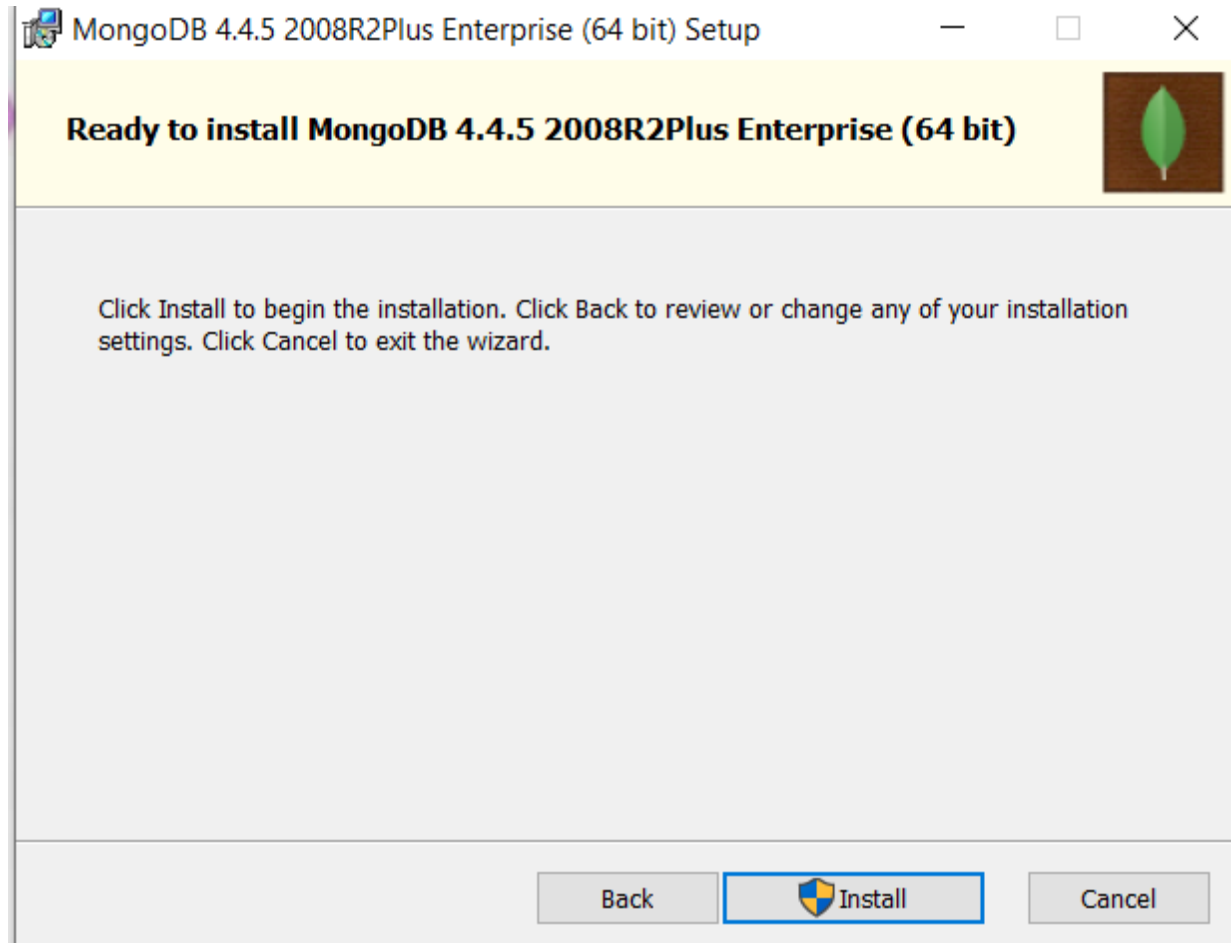 MongoDB 4.4.5 2008R2Plus Enterprise (64 bit) Setup
Ready to install MongoDB 4.4.5 2008R2Plus Enterprise (64 bit)
Click Install to begin the installation. Click Back to review or change any of your installation
settings. Click Cancel to exit the wizard.
Back Install Cancel